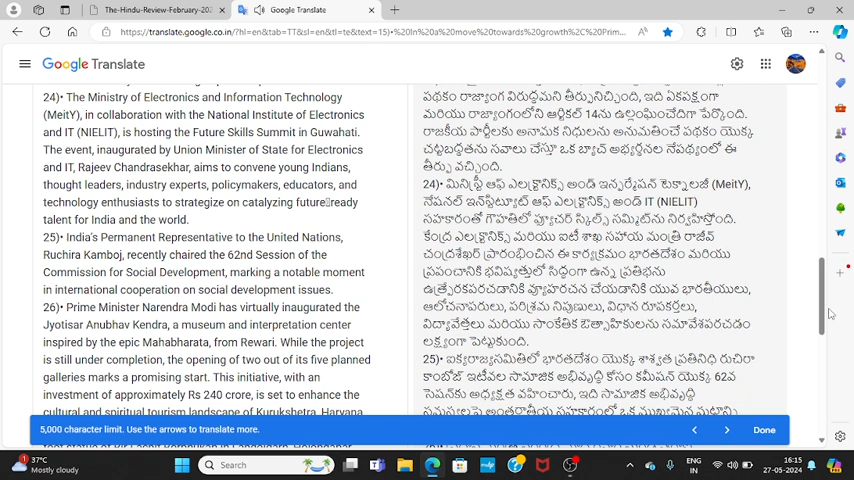 The-Hindu-Review-February-202
Google Translate
https://translate.google.co.in/?hl=en&tab=TT&sl=en&tl=te&text=15)•%20In%20a%20move%20towards%20growth%2C%20Prim...
Google Translate
24)• The Ministry of Electronics and Information Technology
(MeitY), in collaboration with the National Institute of Electronics
and IT (NIELIT), is hosting the Future Skills Summit in Guwahati.
The event, inaugurated by Union Minister of State for Electronics
and IT, Rajeev Chandrasekhar, aims to convene young Indians,
thought leaders, industry experts, policymakers, educators, and
technology enthusiasts to strategize on catalyzing future□ready
talent for India and the world.
25)• India's Permanent Representative to the United Nations,
Ruchira Kamboj, recently chaired the 62nd Session of the
Commission for Social Development, marking a notable moment
in international cooperation on social development issues.
26)• Prime Minister Narendra Modi has virtually inaugurated the
Jyotisar Anubhav Kendra, a museum and interpretation center
inspired by the epic Mahabharata, from Rewari. While the project
is still under completion, the opening of two out of its five planned
galleries marks a promising start. This initiative, with an
investment of approximately Rs 240 crore, is set to enhance the
cultural and spiritual tourism landscape of Kurukshetra, Haryana
పథకం రాజ్యాంగ విరుద్ధమని తీర్పునిచ్చింది, ఇది ఏకపక్షంగా
మరియు రాజ్యాంగంలోని ఆర్టికల్ 14ను ఉల్లంఘించేదిగా పేర్కొంది.
రాజకీయ పార్టీలకు అనామక నిధులను అనుమతించే పథకం యొక్క
చట్టబద్ధతను సవాలు చేస్తూ ఒక బ్యాచ్ అభ్యర్థనల నేపథ్యంలో ఈ
తీర్పు వచ్చింది.
24)• మినిస్ట్రీ ఆఫ్ ఎలక్ట్రానిక్స్ అండ్ ఇన్ఫర్మేషన్ టెక్నాలజీ (MeitY),
నేషనల్ ఇన్‌స్టిట్యూట్ ఆఫ్ ఎలక్ట్రానిక్స్ అండ్ IT (NIELIT)
సహకారంతో గౌహతిలో ఫ్యూచర్ స్కిల్స్ సమ్మిట్‌ను నిర్వహిస్తోంది.
కేంద్ర ఎలక్ట్రానిక్స్ మరియు ఐటీ శాఖ సహాయ మంత్రి రాజీవ్
చంద్రశేఖర్ ప్రారంభించిన ఈ కార్యక్రమం భారతదేశం మరియు
ప్రపంచానికి భవిష్యత్తులో సిద్ధంగా ఉన్న ప్రతిభను
ఉత్ప్రేరకపరచడానికి వ్యూహరచన చేయడానికి యువ భారతీయులు,
ఆలోచనాపరులు, పరిశ్రమ నిపుణులు, విధాన రూపకర్తలు,
విద్యావేత్తలు మరియు సాంకేతిక ఔత్సాహికులను సమావేశపరచడం
లక్ష్యంగా పెట్టుకుంది.
25)• ఐక్యరాజ్యసమితిలో భారతదేశం యొక్క శాశ్వత ప్రతినిధి రుచిరా
కాంబోజ్ ఇటీవల సామాజిక అభివృద్ధి కోసం కమీషన్ యొక్క 62వ
సెషన్‌కు అధ్యక్షత వహించారు, ఇది సామాజిక అభివృద్ధి
5,000 character limit. Use the arrows to translate more.
Done
37°C
Mostly cloudy
Search
ENG
IN
16:15
27-05-2024